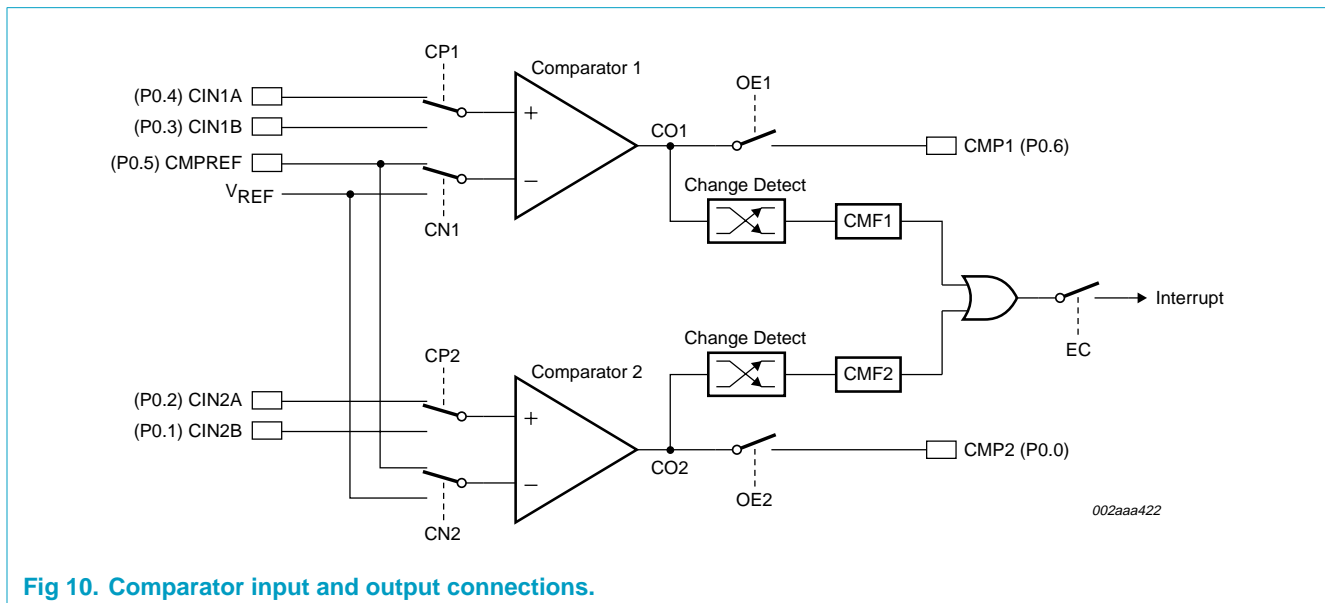 CP1
Comparator 1
OE1
(P0.4) CIN1A
(P0.3) CIN1B
+
CO1
CMP1 (P0.6)
(P0.5) CMPREF
−
Change Detect
VREF
CN1
CMF1
Interrupt
EC
Change Detect
CP2
Comparator 2
CMF2
(P0.2) CIN2A
(P0.1) CIN2B
+
CMP2 (P0.0)
CO2
−
OE2
CN2
002aaa422
Fig 10. Comparator input and output connections.